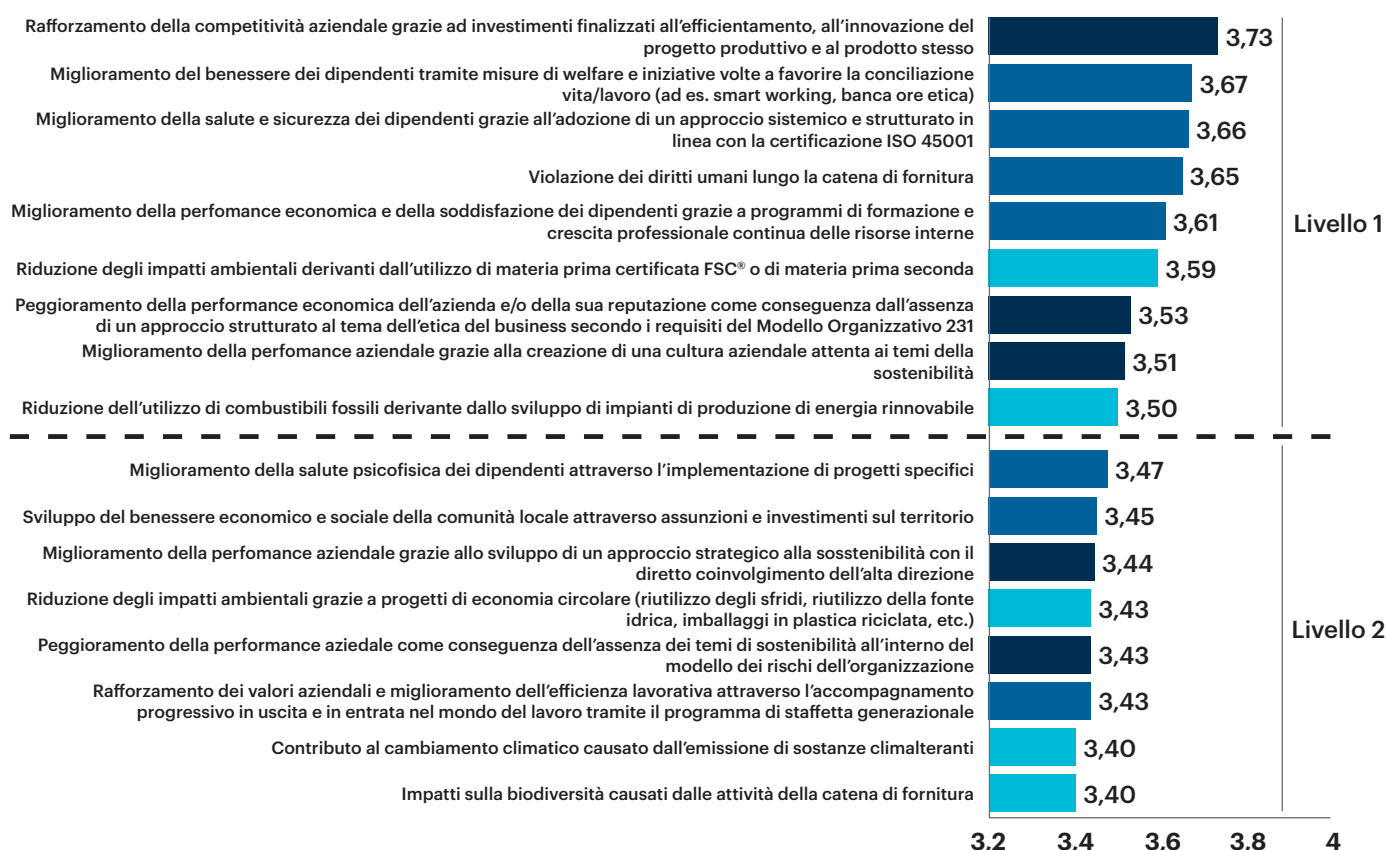 Rafforzamento della competitività aziendale grazie ad investimenti finalizzati all’efficientamento, all’innovazione del
progetto produttivo e al prodotto stesso
3,73
Miglioramento del benessere dei dipendenti tramite misure di welfare e iniziative volte a favorire la conciliazione
vita/lavoro (ad es. smart working, banca ore etica)
3,67
Miglioramento della salute e sicurezza dei dipendenti grazie all’adozione di un approccio sistemico e strutturato in
linea con la certificazione ISO 45001
3,66
Violazione dei diritti umani lungo la catena di fornitura
3,65
Miglioramento della perfomance economica e della soddisfazione dei dipendenti grazie a programmi di formazione e
crescita professionale continua delle risorse interne
3,61
Livello 1
Riduzione degli impatti ambientali derivanti dall’utilizzo di materia prima certificata FSC® o di materia prima seconda
3,59
Peggioramento della performance economica dell’azienda e/o della sua reputazione come conseguenza dall’assenza
di un approccio strutturato al tema dell’etica del business secondo i requisiti del Modello Organizzativo 231
3,53
Miglioramento della perfomance aziendale grazie alla creazione di una cultura aziendale attenta ai temi della
sostenibilità
3,51
Riduzione dell’utilizzo di combustibili fossili derivante dallo sviluppo di impianti di produzione di energia rinnovabile
3,50
Miglioramento della salute psicofisica dei dipendenti attraverso l’implementazione di progetti specifici
3,47
Sviluppo del benessere economico e sociale della comunità locale attraverso assunzioni e investimenti sul territorio
3,45
Miglioramento della perfomance aziendale grazie allo sviluppo di un approccio strategico alla sosstenibilità con il
diretto coinvolgimento dell’alta direzione
3,44
Riduzione degli impatti ambientali grazie a progetti di economia circolare (riutilizzo degli sfridi, riutilizzo della fonte
idrica, imballaggi in plastica riciclata, etc.)
3,43
Livello 2
Peggioramento della performance aziedale come conseguenza dell’assenza dei temi di sostenibilità all’interno del
modello dei rischi dell’organizzazione
3,43
Rafforzamento dei valori aziendali e miglioramento dell’efficienza lavorativa attraverso l’accompagnamento
progressivo in uscita e in entrata nel mondo del lavoro tramite il programma di staffetta generazionale
3,43
Contributo al cambiamento climatico causato dall’emissione di sostanze climalteranti
3,40
Impatti sulla biodiversità causati dalle attività della catena di fornitura
3,40
3,2 3,4 3,6 3,8 4